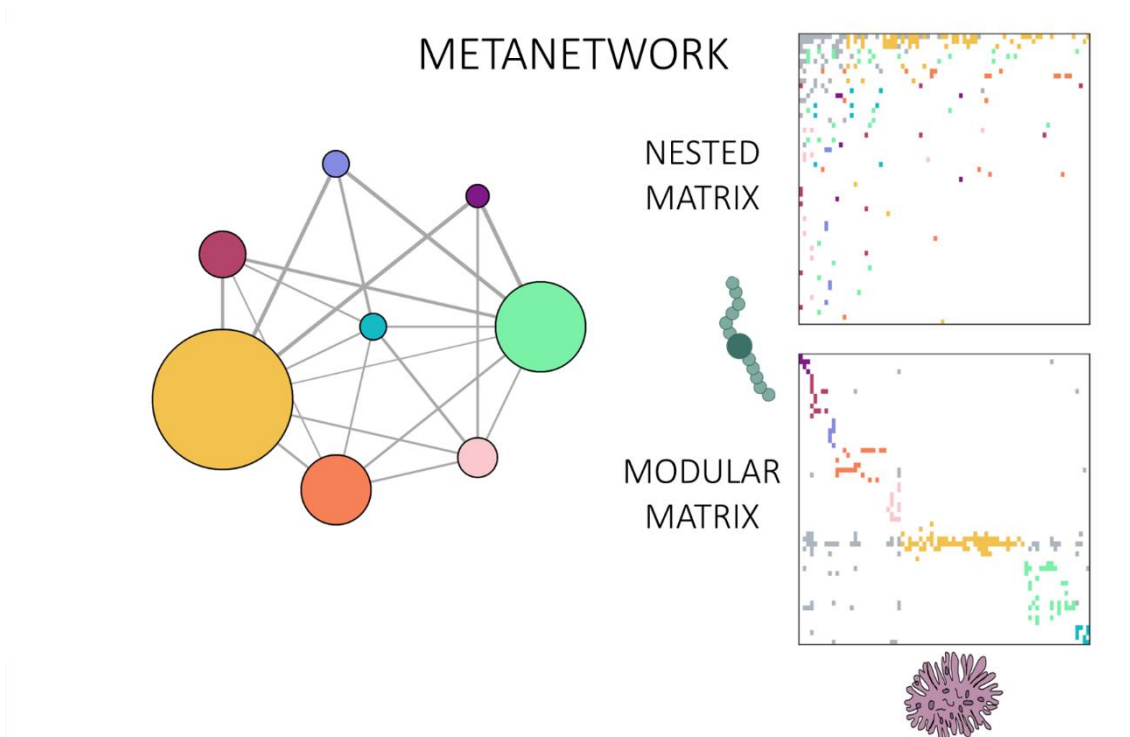 METANETWORK
NESTED
MATRIX
MODULAR
MATRIX